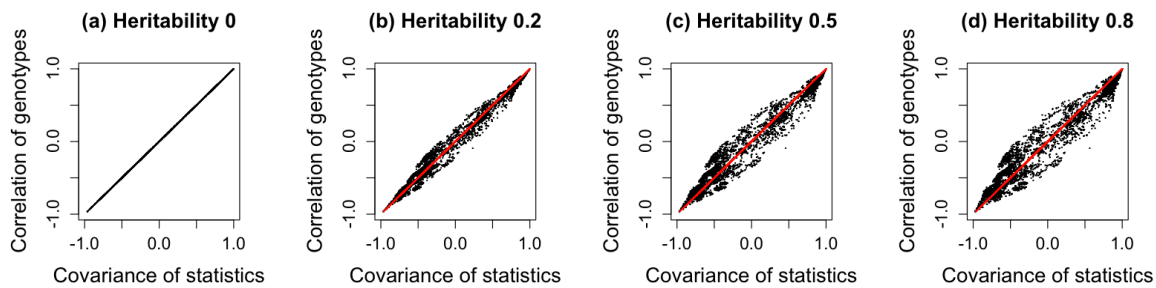 (a) Heritability 0
Correlation of genotypes
1.0
0.0
-1.0
-1.0 0.0 1.0
Covariance of statistics
(b) Heritability 0.2
Correlation of genotypes
1.0
0.0
-1.0
-1.0 0.0 1.0
Covariance of statistics
(c) Heritability 0.5
Correlation of genotypes
1.0
0.0
-1.0
-1.0 0.0 1.0
Covariance of statistics
(d) Heritability 0.8
Correlation of genotypes
1.0
0.0
-1.0
-1.0 0.0 1.0
Covariance of statistics